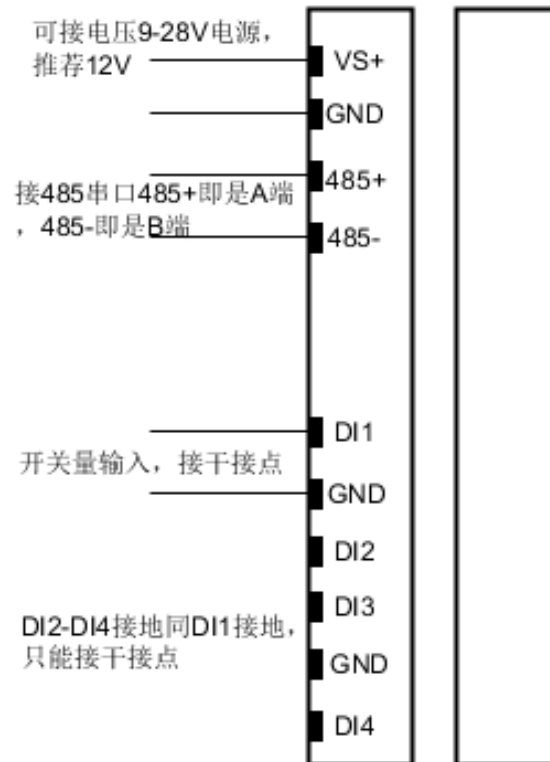 可接电压9-28V电源，
推荐12V
VS+
GND
接485串口485+即是A端
，485-即是B端
485+
485-
DI1
开关量输入，接干接点
GND
DI2
DI3
DI2-DI4接地同DI1接地，
只能接干接点
GND
DI4